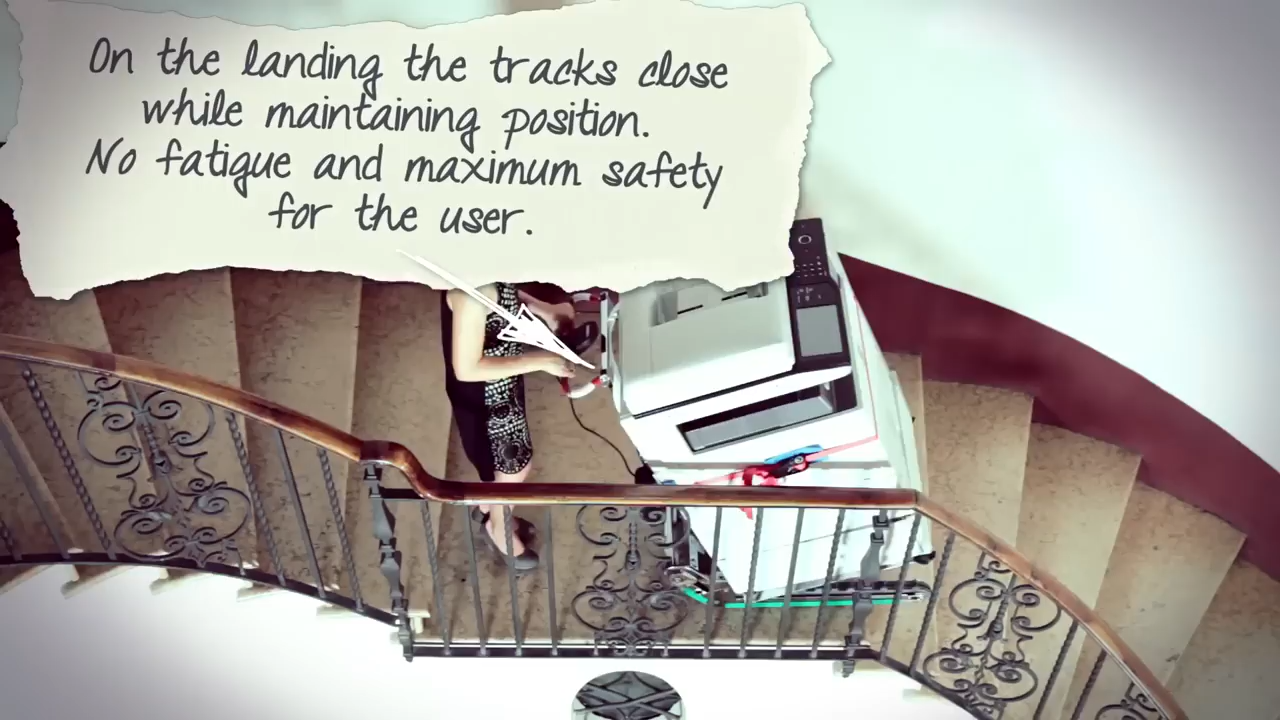 On the landing the tracks close
while maintaining position.
No fatigue and maximum safety
for the user.